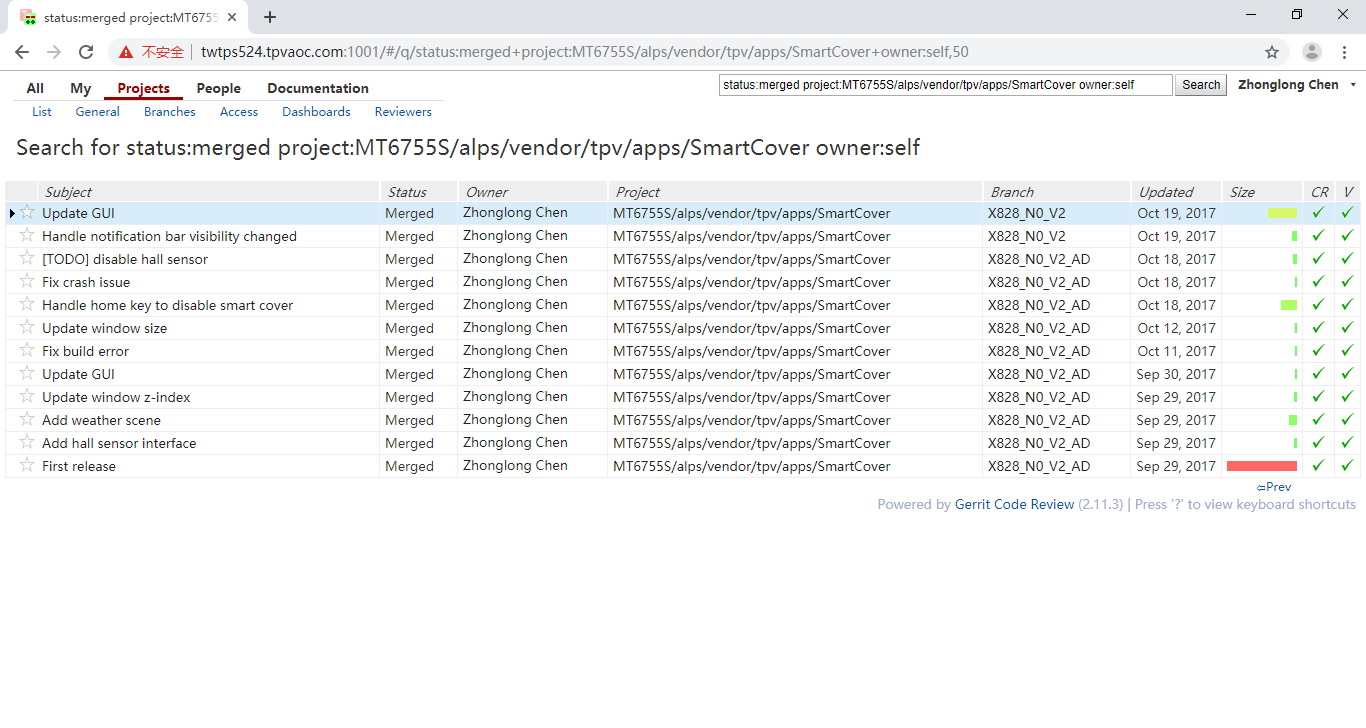 status:merged project:MT6755
不安全 twtps524.tpvaoc.com:1001/#/q/status:merged+project:MT6755S/alps/vendor/tpv/apps/SmartCover+owner:self,50
All My Projects People Documentation
status:merged project:MT6755S/alps/vendor/tpv/apps/SmartCover owner:self Search Zhonglong Chen
List General Branches Access Dashboards Reviewers
Search for status:merged project:MT6755S/alps/vendor/tpv/apps/SmartCover owner:self
Subject Status Owner Project Branch Updated Size CR V
Update GUI Merged Zhonglong Chen MT6755S/alps/vendor/tpv/apps/SmartCover X828_N0_V2 Oct 19, 2017
Handle notification bar visibility changed Merged Zhonglong Chen MT6755S/alps/vendor/tpv/apps/SmartCover X828_N0_V2 Oct 19, 2017
[TODO] disable hall sensor Merged Zhonglong Chen MT6755S/alps/vendor/tpv/apps/SmartCover X828_N0_V2_AD Oct 18, 2017
Fix crash issue Merged Zhonglong Chen MT6755S/alps/vendor/tpv/apps/SmartCover X828_N0_V2_AD Oct 18, 2017
Handle home key to disable smart cover Merged Zhonglong Chen MT6755S/alps/vendor/tpv/apps/SmartCover X828_N0_V2_AD Oct 18, 2017
Update window size Merged Zhonglong Chen MT6755S/alps/vendor/tpv/apps/SmartCover X828_N0_V2_AD Oct 12, 2017
Fix build error Merged Zhonglong Chen MT6755S/alps/vendor/tpv/apps/SmartCover X828_N0_V2_AD Oct 11, 2017
Update GUI Merged Zhonglong Chen MT6755S/alps/vendor/tpv/apps/SmartCover X828_N0_V2_AD Sep 30, 2017
Update window z-index Merged Zhonglong Chen MT6755S/alps/vendor/tpv/apps/SmartCover X828_N0_V2_AD Sep 29, 2017
Add weather scene Merged Zhonglong Chen MT6755S/alps/vendor/tpv/apps/SmartCover X828_N0_V2_AD Sep 29, 2017
Add hall sensor interface Merged Zhonglong Chen MT6755S/alps/vendor/tpv/apps/SmartCover X828_N0_V2_AD Sep 29, 2017
First release Merged Zhonglong Chen MT6755S/alps/vendor/tpv/apps/SmartCover X828_N0_V2_AD Sep 29, 2017
⇦Prev
Powered by Gerrit Code Review (2.11.3) | Press '?' to view keyboard shortcuts